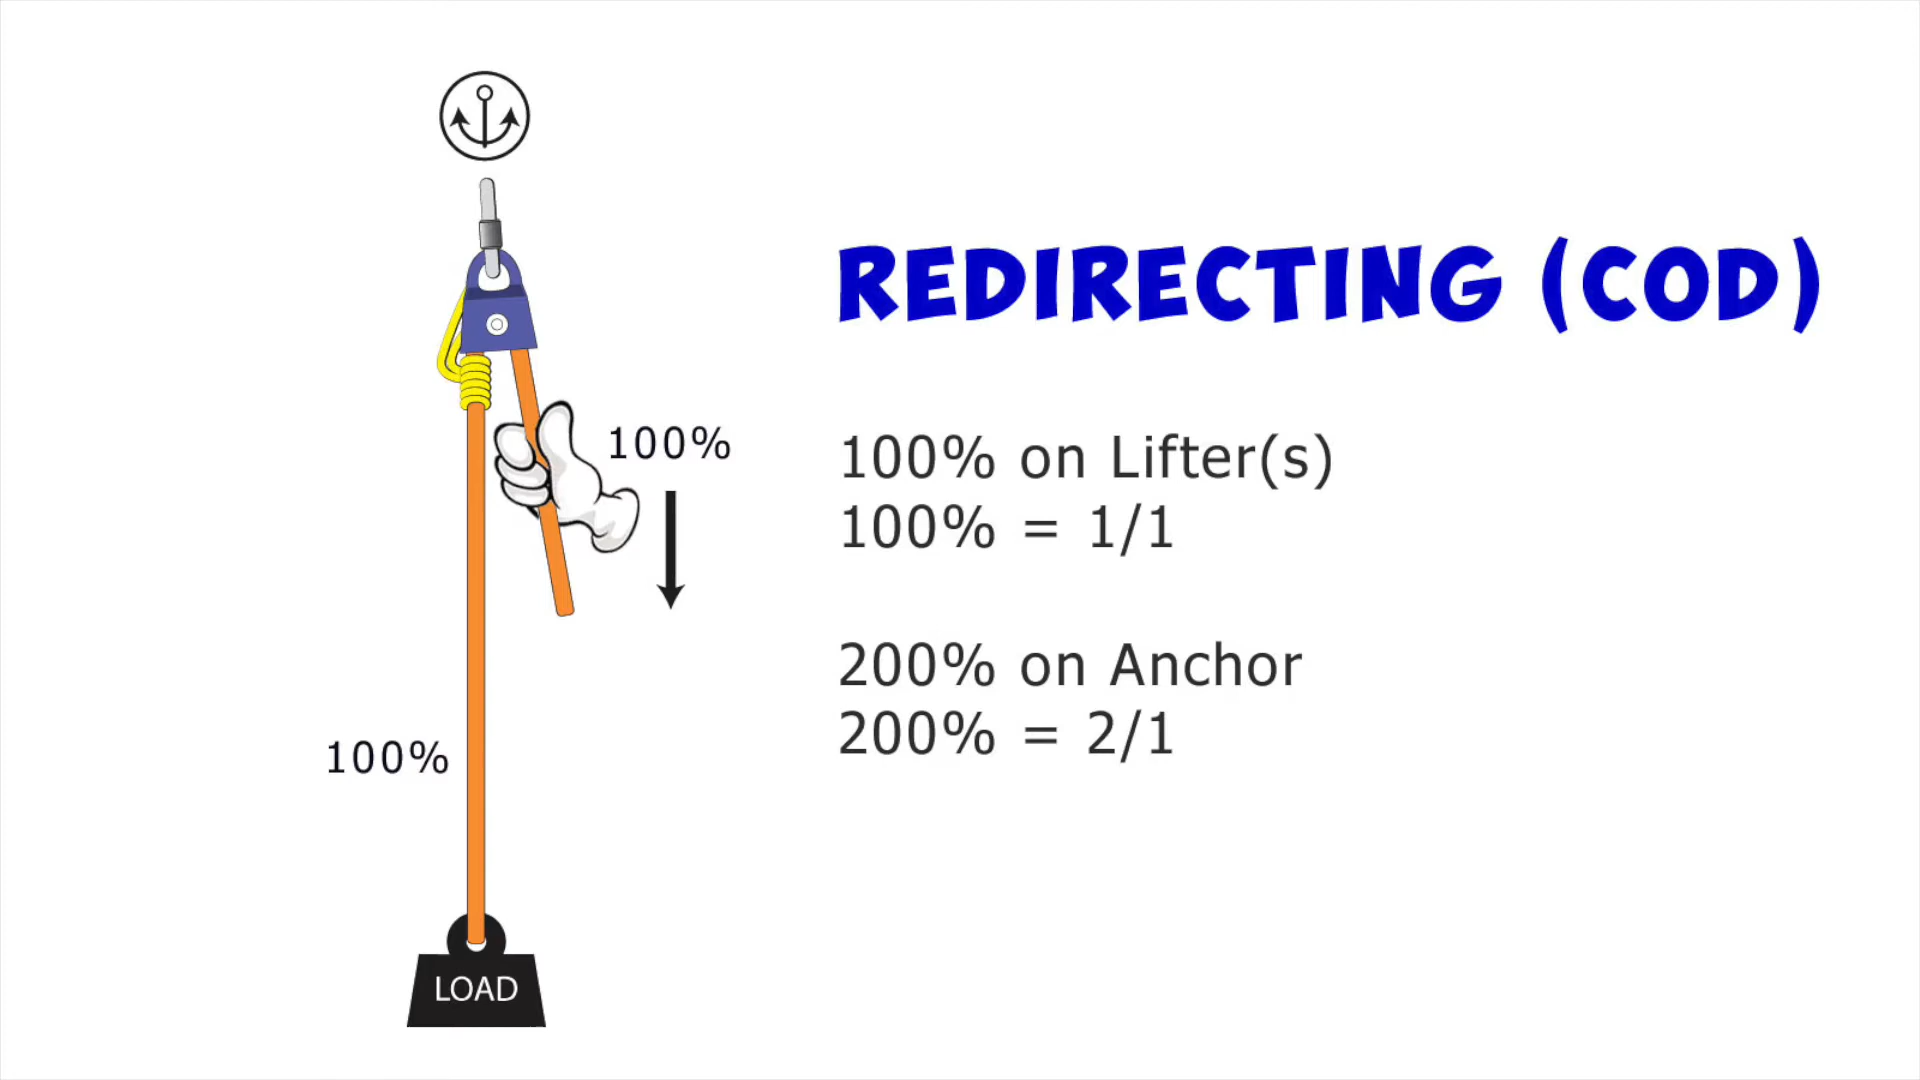 REDIRECTING (COD)
100%
100% on Lifter(s)
100% = 1/1
200% on Anchor
200% = 2/1
100%
LOAD